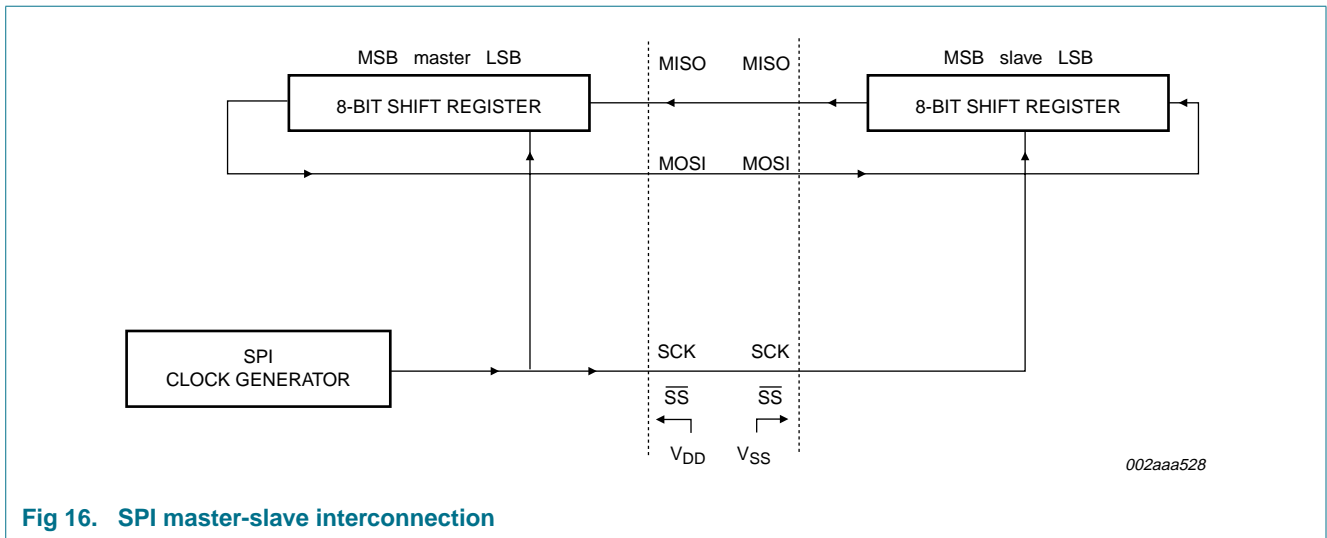 MSB master LSB
MISO MISO
MSB slave LSB
8-BIT SHIFT REGISTER
8-BIT SHIFT REGISTER
MOSI MOSI
SPI
CLOCK GENERATOR
SCK SCK
SS SS
VDD VSS
002aaa528
Fig 16. SPI master-slave interconnection